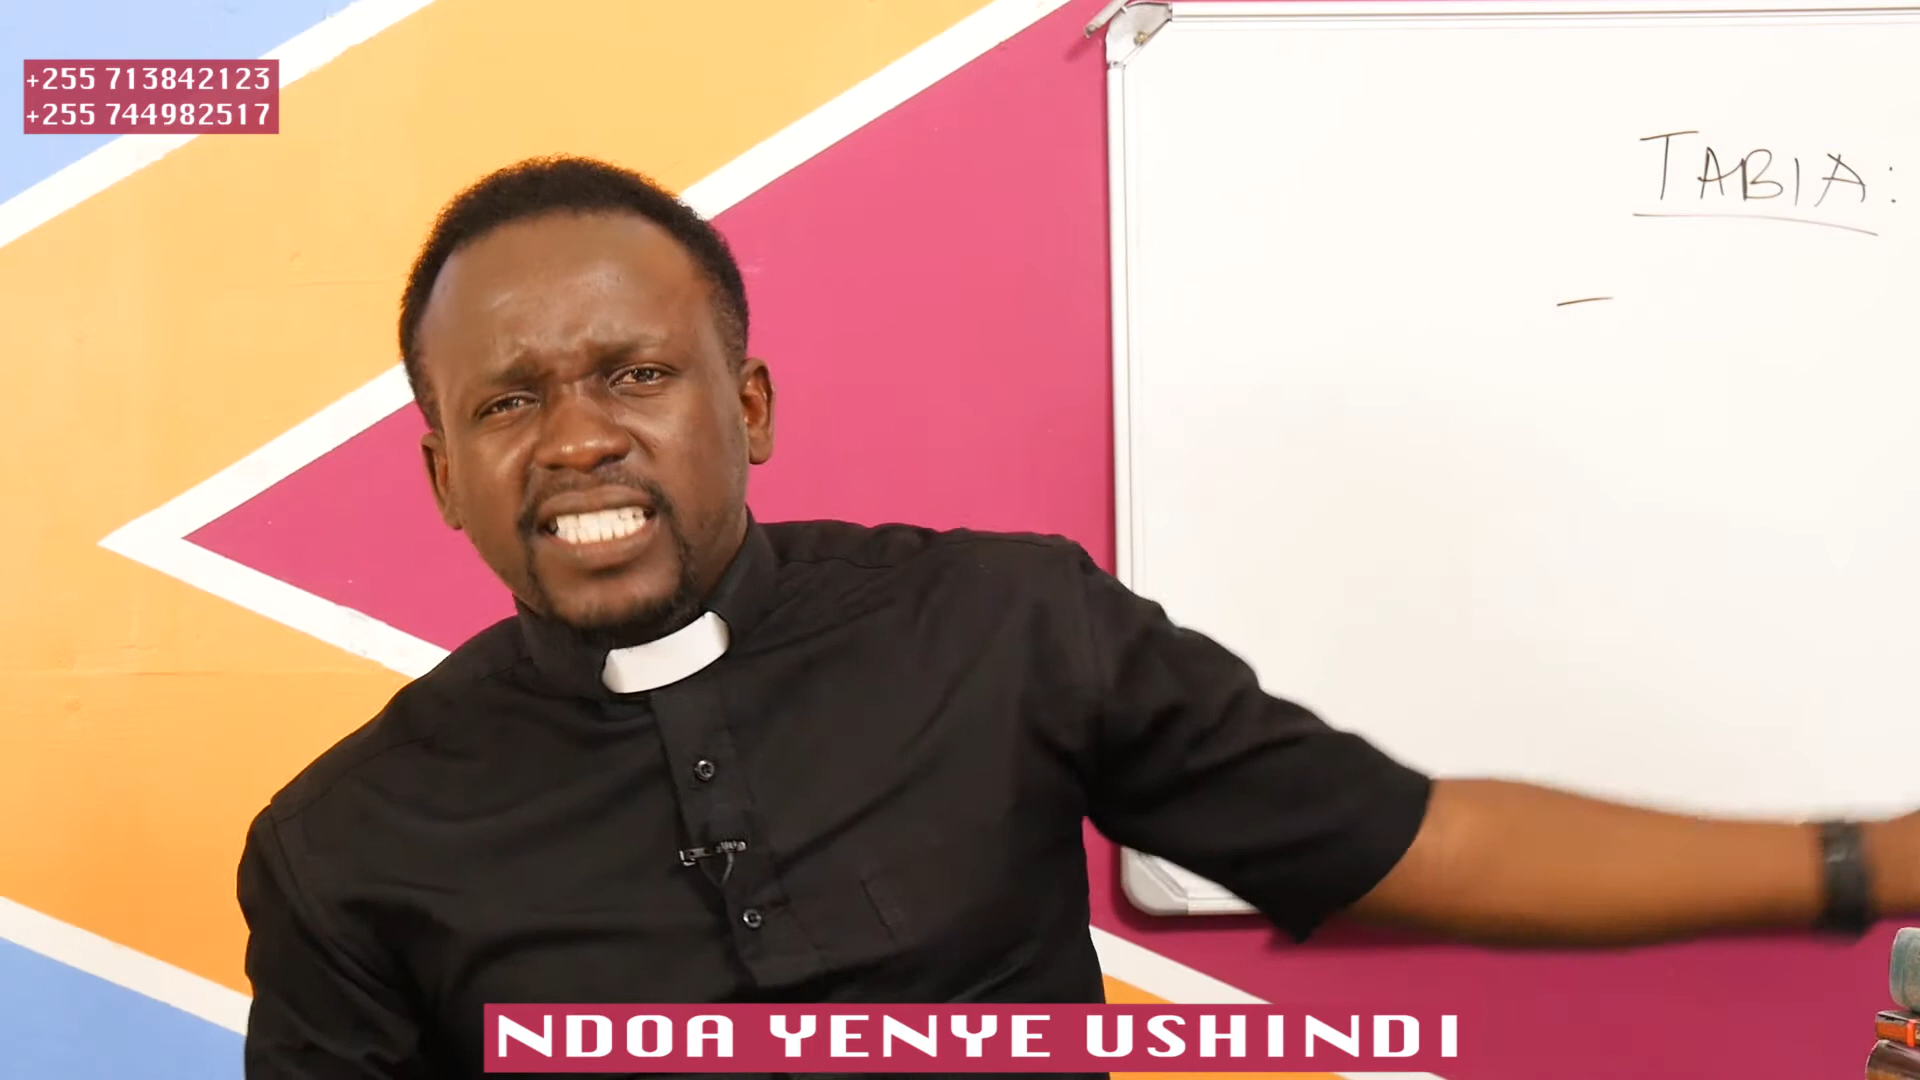 +255 713842123
+255 744982517
TABIA:
-
NDOA YENYE USHINDI